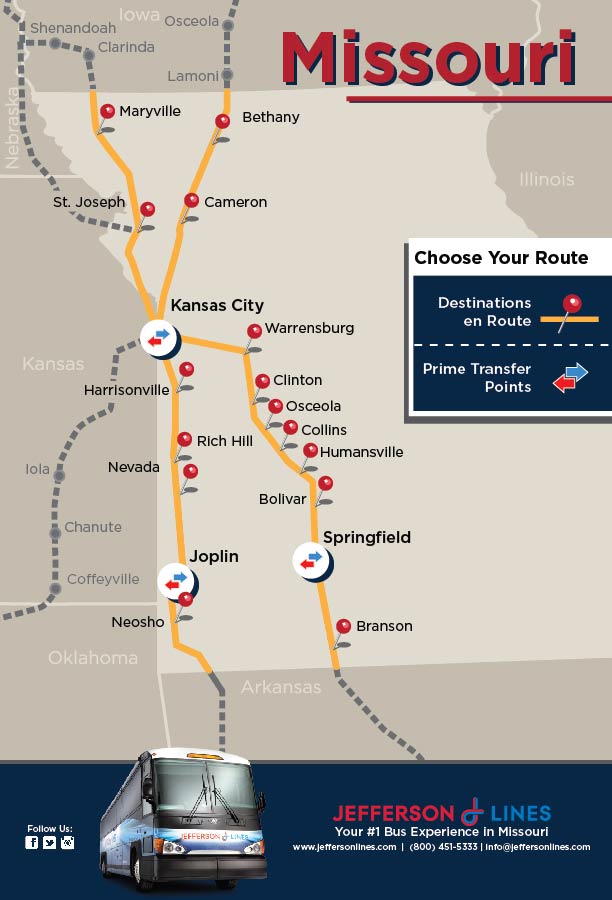 Iowa
Osceola
Missouri
Shenandoah
Clarinda
Lamoni
Nebraska
Maryville
Bethany
Illinois
St. Joseph
Cameron
Choose Your Route
Destinations
en Route
Prime Transfer
Points
Kansas City
Warrensburg
Kansas
Harrisonville
Clinton
Osceola
Collins
Rich Hill
Humansville
Nevada
Iola
Bolivar
Chanute
Springfield
Joplin
Coffeyville
Neosho
Branson
Oklahoma
Arkansas
JEFFERSON LINES
Your #1 Bus Experience in Missouri
www.jeffersonlines.com | (800) 451-5333 | info@jeffersonlines.com
Follow Us:
JEFFERSON LINES